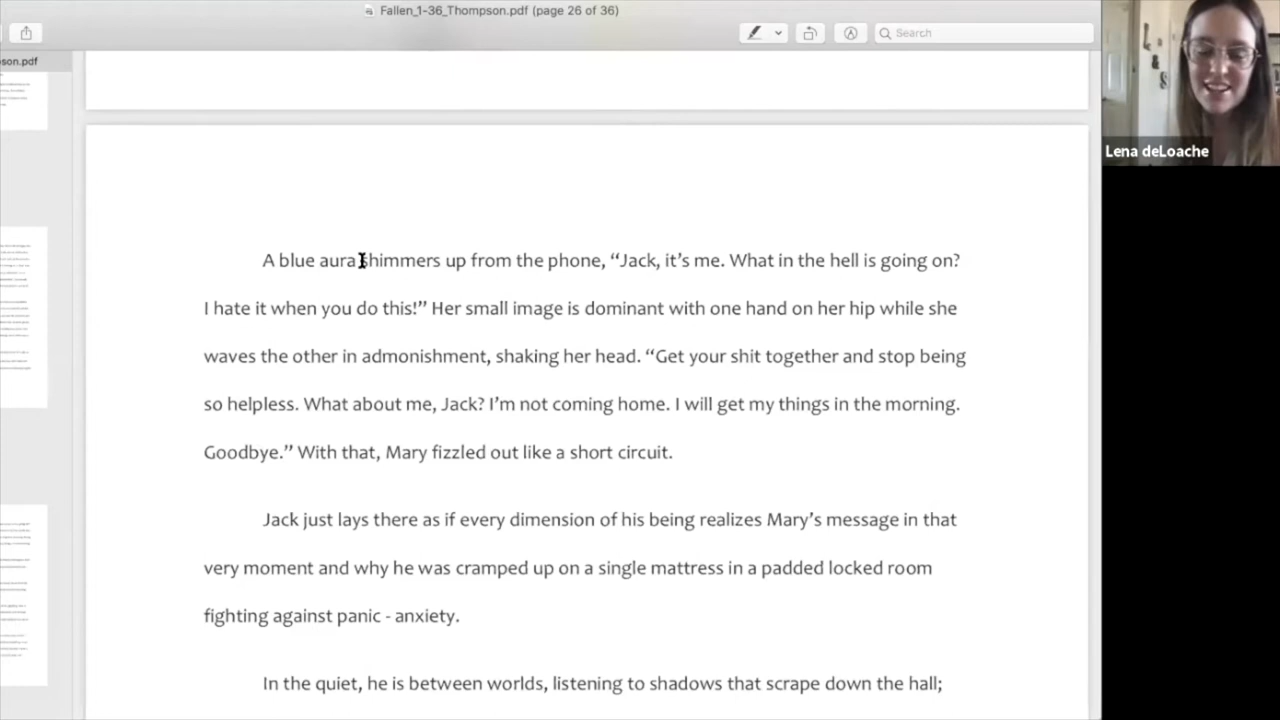 Fallen_1-36_Thompson.pdf (page 26 of 36)
Search
son.pdf
Lena deLoache
A blue aura shimmers up from the phone, “Jack, it’s me. What in the hell is going on?
I hate it when you do this!” Her small image is dominant with one hand on her hip while she
waves the other in admonishment, shaking her head. “Get your shit together and stop being
so helpless. What about me, Jack? I’m not coming home. I will get my things in the morning.
Goodbye.” With that, Mary fizzled out like a short circuit.
Jack just lays there as if every dimension of his being realizes Mary’s message in that
very moment and why he was cramped up on a single mattress in a padded locked room
fighting against panic - anxiety.
In the quiet, he is between worlds, listening to shadows that scrape down the hall;